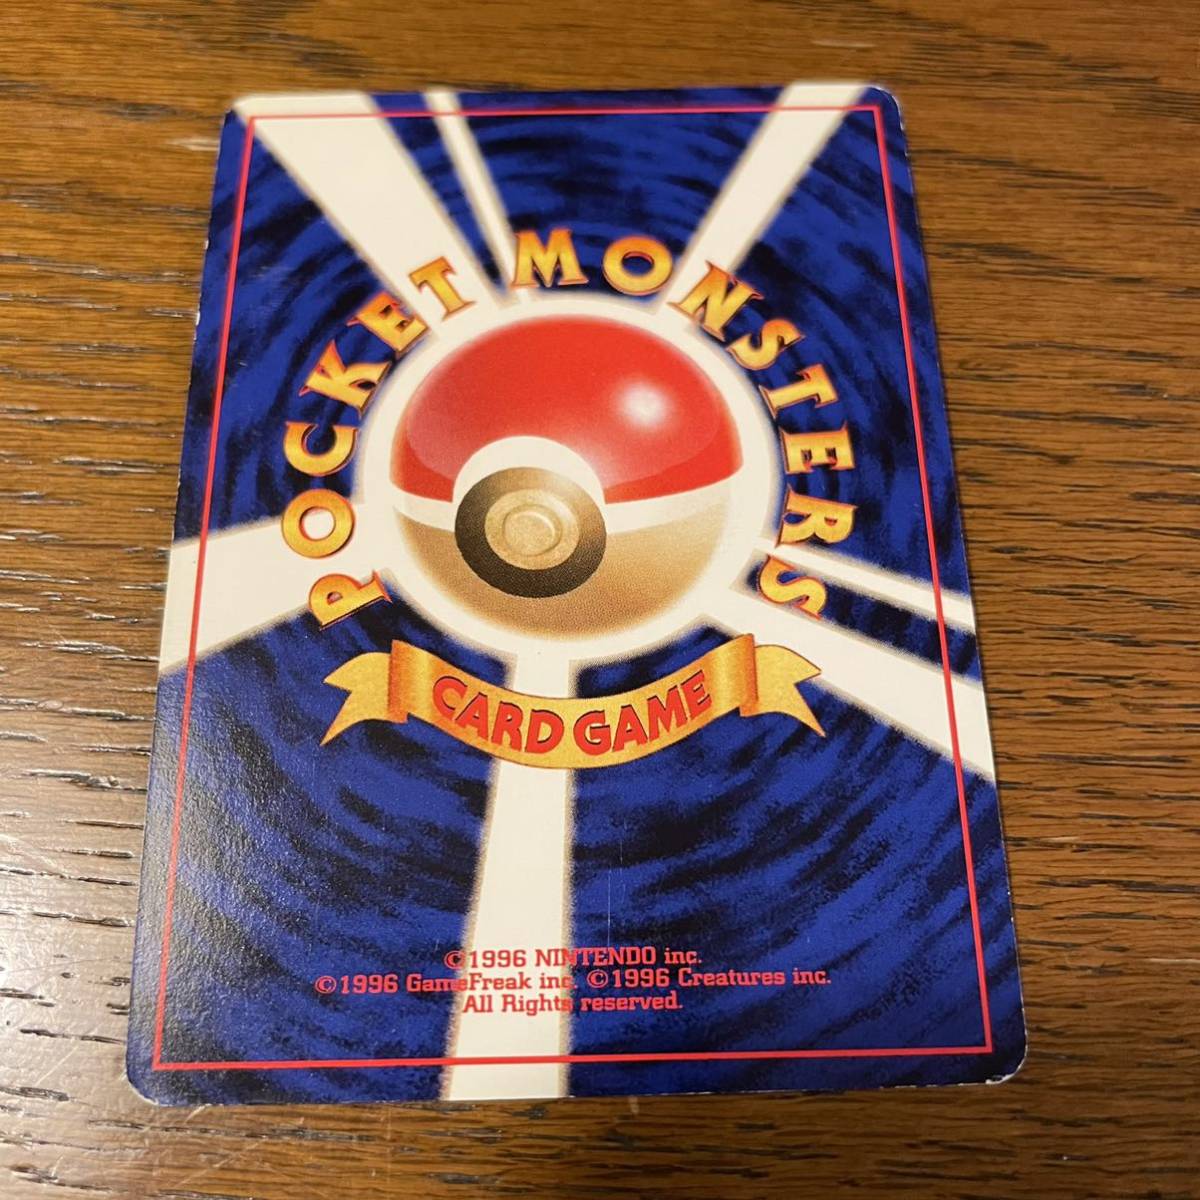 POCKET MONSTERS
CARD GAME
©1996 NINTENDO inc.
©1996 GameFreak inc. ©1996 Creatures inc.
All Rights reserved.